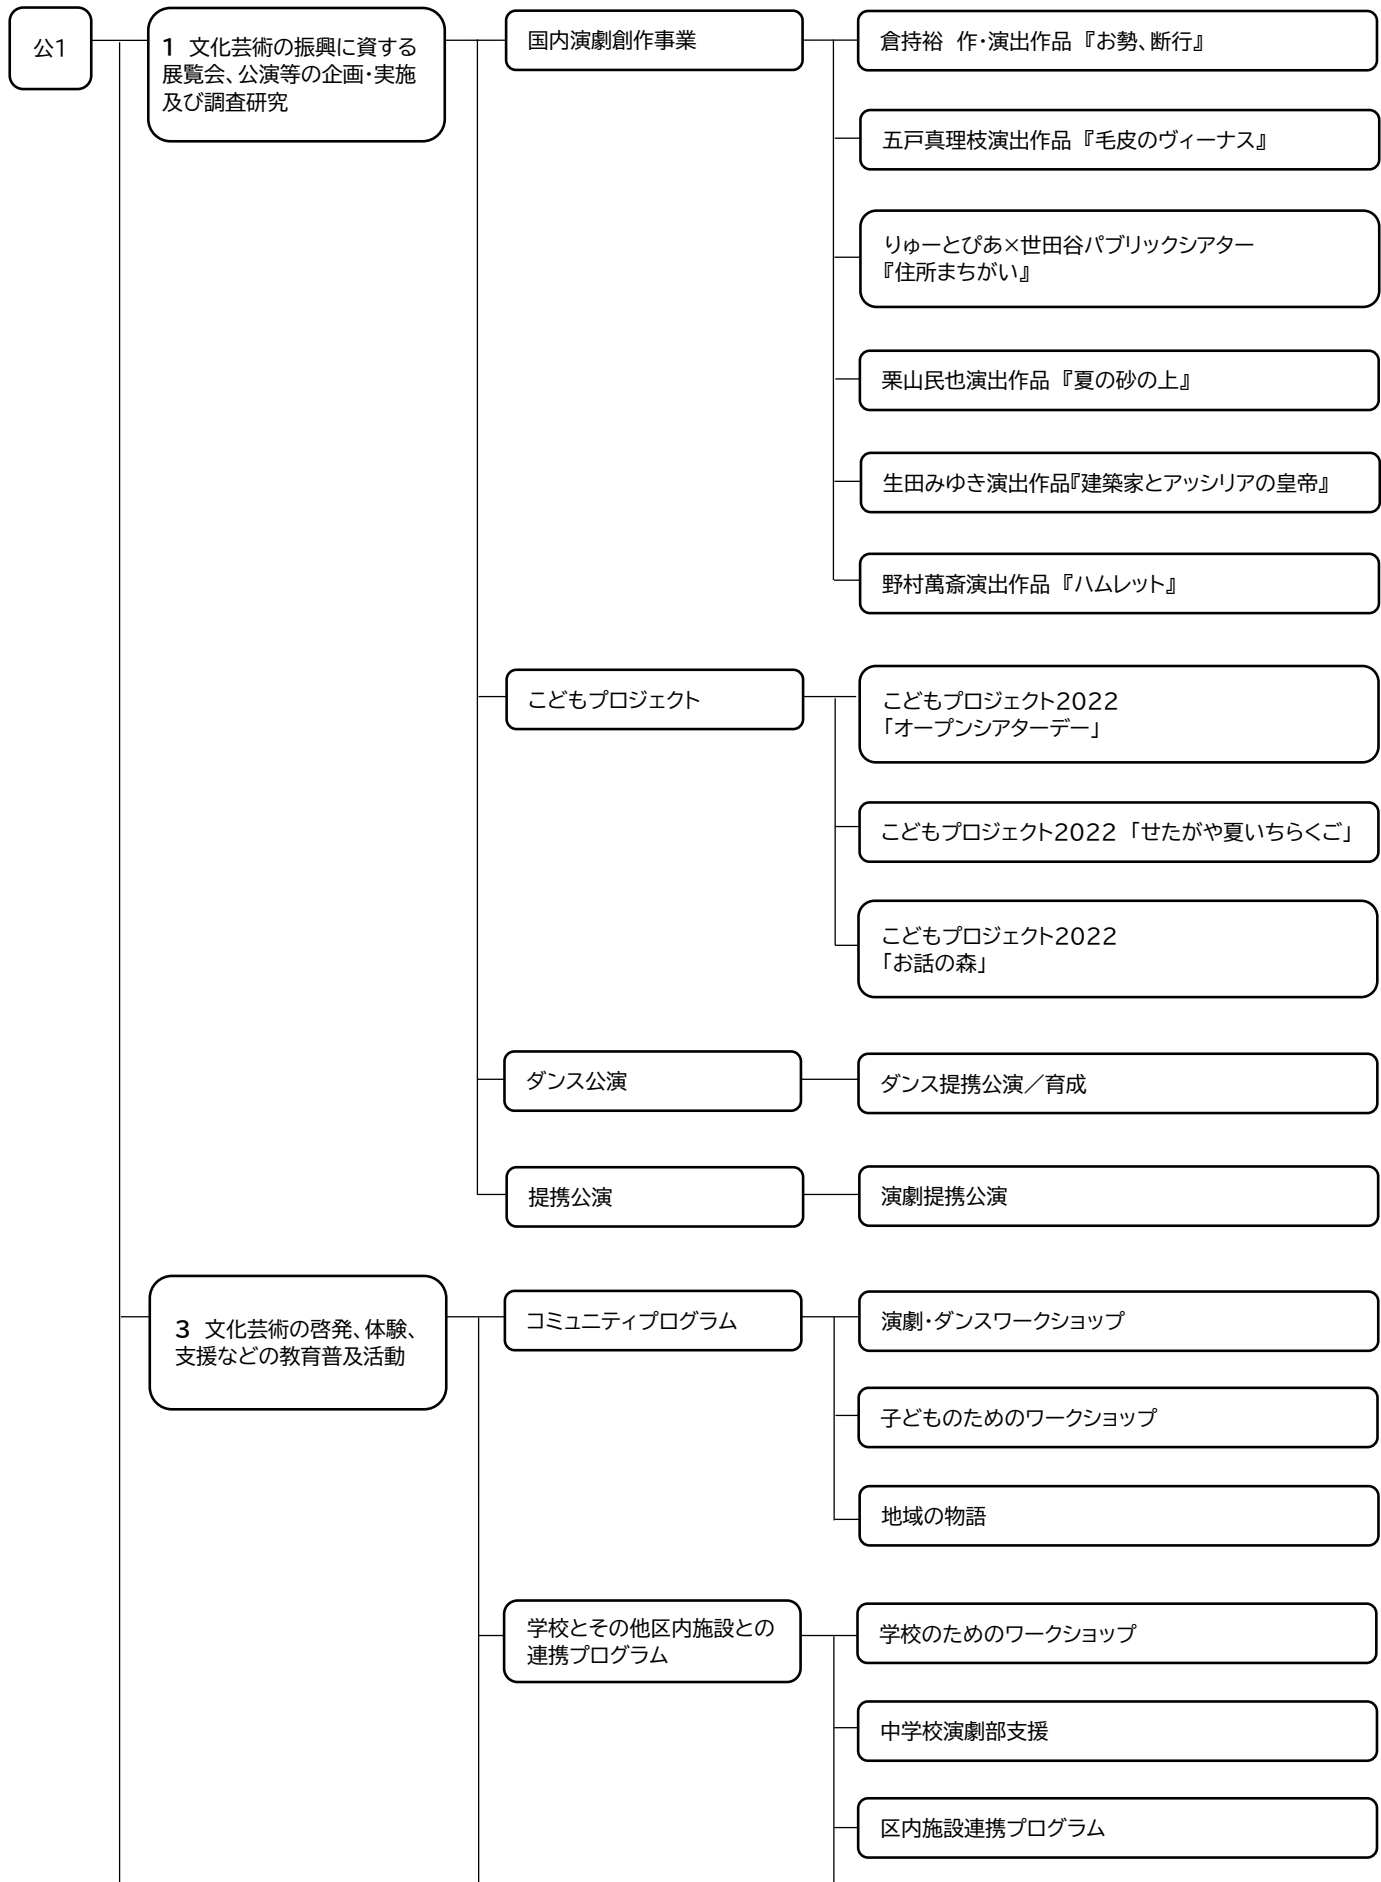 公1
1 文化芸術の振興に資する
展覧会、公演等の企画・実施
及び調査研究
国内演劇創作事業
倉持裕 作・演出作品『お勢、断行』
五戸真理枝演出作品『毛皮のヴィーナス』
りゅーとぴあ×世田谷パブリックシアター
『住所まちがい』
栗山民也演出作品『夏の砂の上』
生田みゆき演出作品『建築家とアッシリアの皇帝』
野村萬斎演出作品『ハムレット』
こどもプロジェクト
こどもプロジェクト2022
「オープンシアターデー」
こどもプロジェクト2022 「せたがや夏いちらくご」
こどもプロジェクト2022
「お話の森」
ダンス公演
ダンス提携公演／育成
提携公演
演劇提携公演
3 文化芸術の啓発、体験、
支援などの教育普及活動
コミュニティプログラム
演劇・ダンスワークショップ
子どものためのワークショップ
地域の物語
学校とその他区内施設との
連携プログラム
学校のためのワークショップ
中学校演劇部支援
区内施設連携プログラム